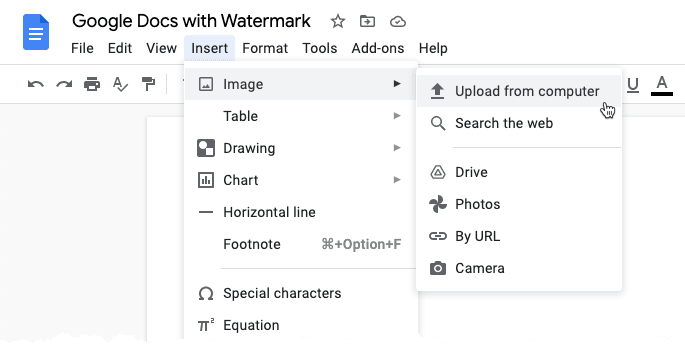 Google Docs with Watermark
File Edit View Insert Format Tools Add-ons Help
U A
Image
Table
Drawing
Chart
Horizontal line
Footnote ⌘+Option+F
Special characters
π² Equation
Upload from computer
Search the web
Drive
Photos
By URL
Camera